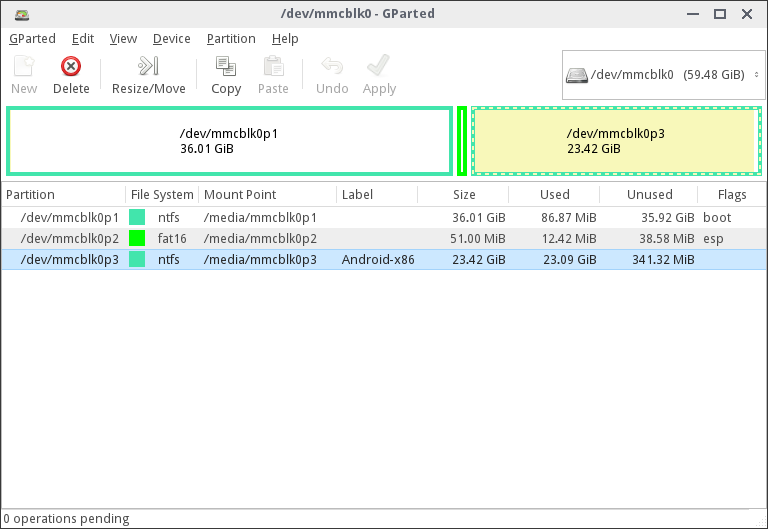 /dev/mmcblk0 - GParted
GParted Edit View Device Partition Help
New Delete Resize/Move Copy Paste Undo Apply
/dev/mmcblk0 (59.48 GiB)
/dev/mmcblk0p1
36.01 GiB
/dev/mmcblk0p3
23.42 GiB
Partition File System Mount Point Label Size Used Unused Flags
/dev/mmcblk0p1 ntfs /media/mmcblk0p1 36.01 GiB 86.87 MiB 35.92 GiB boot
/dev/mmcblk0p2 fat16 /media/mmcblk0p2 51.00 MiB 12.42 MiB 38.58 MiB esp
/dev/mmcblk0p3 ntfs /media/mmcblk0p3 Android-x86 23.42 GiB 23.09 GiB 341.32 MiB
0 operations pending